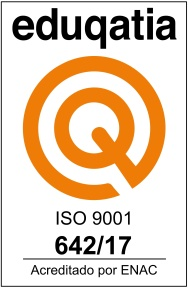 eduqatia
ISO 9001
642/17
Acreditado por ENAC